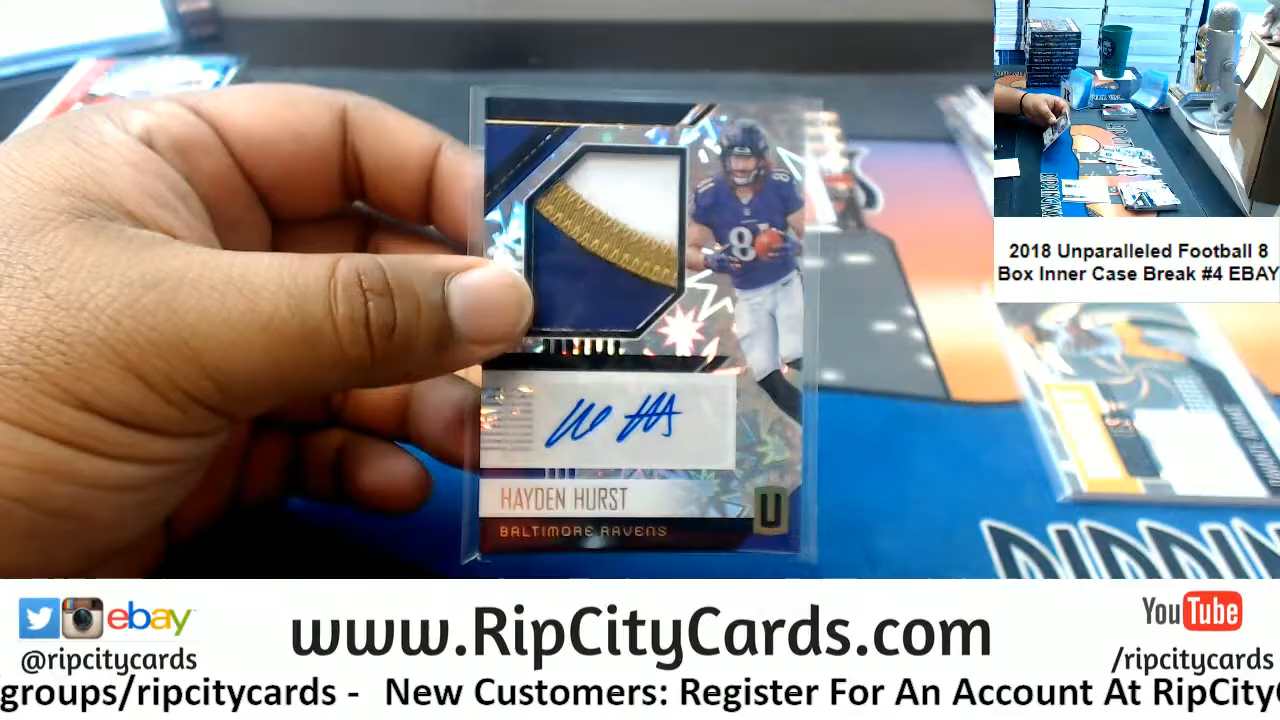 81
HAYDEN HURST
BALTIMORE RAVENS
U
2018 Unparalleled Football 8
Box Inner Case Break #4 EBAY
ebay
@ripcitycards
www.RipCityCards.com
YouTube
/ripcitycards
groups/ripcitycards - New Customers: Register For An Account At RipCity